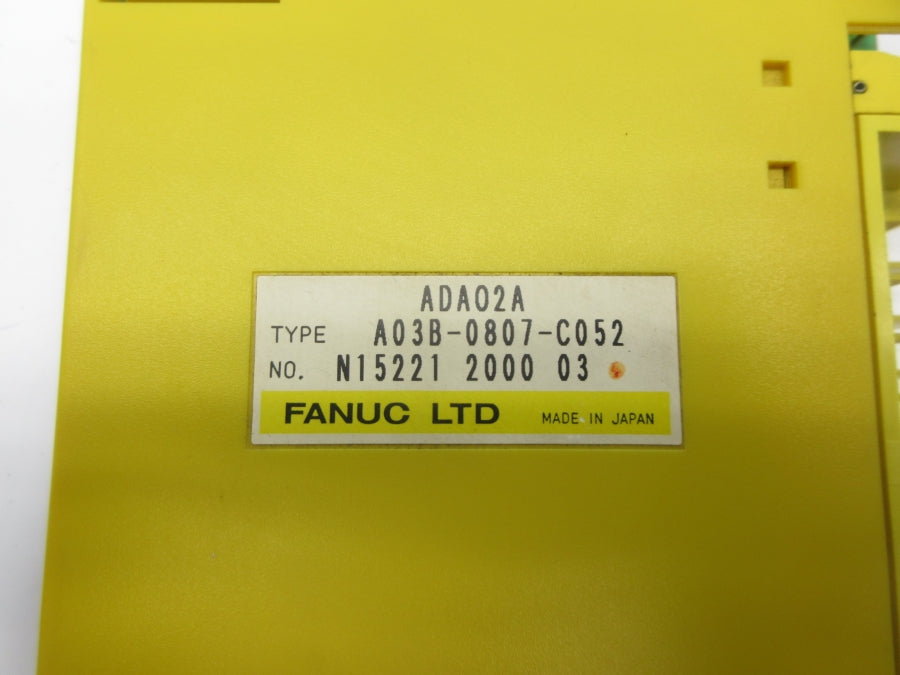 ADA02A
TYPE A03B-0807-C052
NO. N15221 2000 03
FANUC LTD MADE IN JAPAN